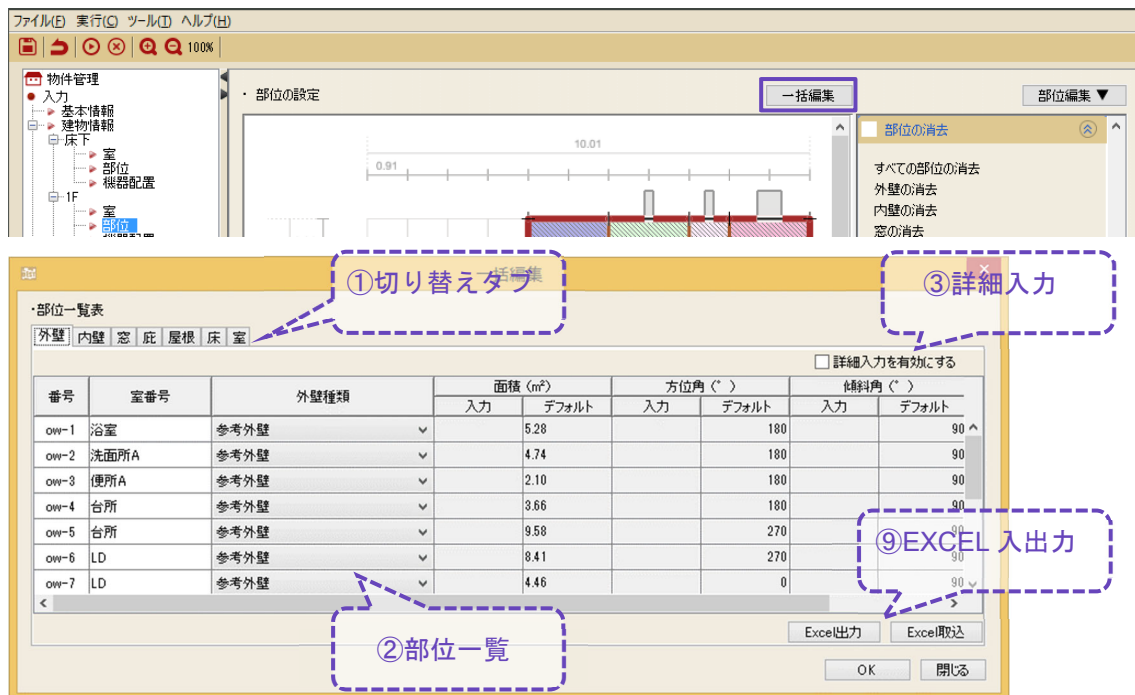 ファイル(F) 実行(C) ツール(T) ヘルプ(H)
100%
物件管理
入力
基本情報
建物情報
床下
室
部位
機器配置
1F
室
部位
機器配置
・ 部位の設定
一括編集
部位編集 ▼
10.01
0.91
部位の消去
すべての部位の消去
外壁の消去
内壁の消去
窓の消去
一括編集
①切り替えタブ
③詳細入力
・部位一覧表
外壁 内壁 窓 庇 屋根 床 室
詳細入力を有効にする
番号 室番号 外壁種類 面積（㎡） 方位角（°） 傾斜角（°）
入力 デフォルト 入力 デフォルト 入力 デフォルト
ow-1 浴室 参考外壁 5.28 180 90
ow-2 洗面所A 参考外壁 4.74 180 90
ow-3 便所A 参考外壁 2.10 180 90
ow-4 台所 参考外壁 3.66 180 90
ow-5 台所 参考外壁 9.58 270 90
ow-6 LD 参考外壁 8.41 270 90
ow-7 LD 参考外壁 4.46 0 90
⑨EXCEL 入出力
②部位一覧
Excel出力 Excel取込
OK 閉じる